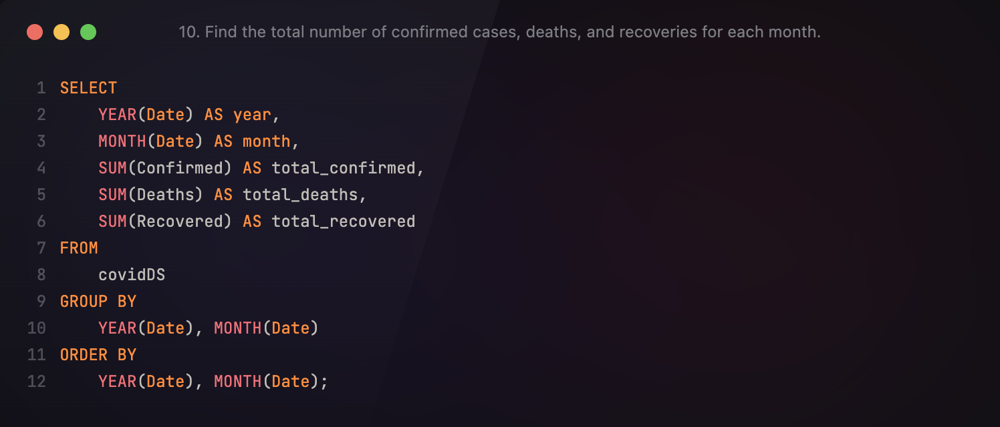 10. Find the total number of confirmed cases, deaths, and recoveries for each month.
1 SELECT
2     YEAR(Date) AS year,
3     MONTH(Date) AS month,
4     SUM(Confirmed) AS total_confirmed,
5     SUM(Deaths) AS total_deaths,
6     SUM(Recovered) AS total_recovered
7 FROM
8     covidDS
9 GROUP BY
10     YEAR(Date), MONTH(Date)
11 ORDER BY
12     YEAR(Date), MONTH(Date);